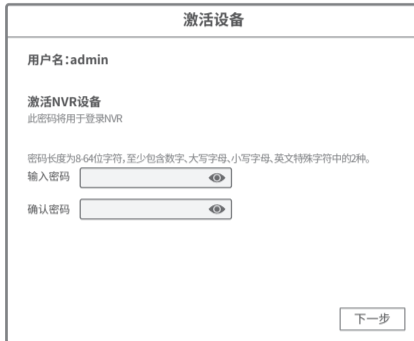 激活设备
用户名:admin
激活NVR设备
此密码将用于登录NVR
密码长度为8-64位字符,至少包含数字、大写字母、小写字母、英文特殊字符中的2种。
输入密码
确认密码
下一步